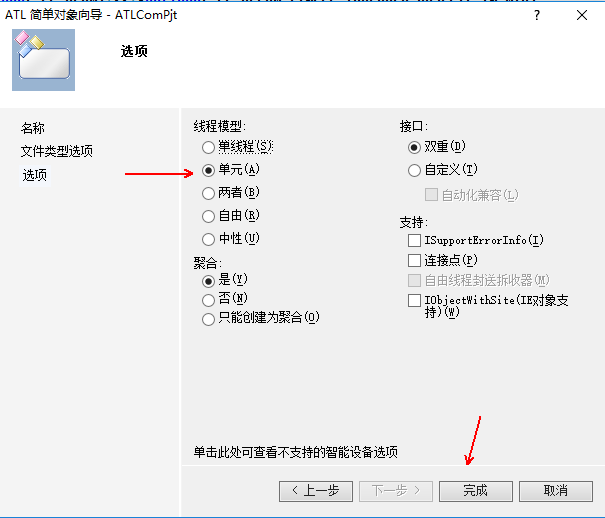 ATL 简单对象向导 - ATLComPjt
?
选项
名称
文件类型选项
选项
线程模型:
单线程(S)
单元(A)
两者(B)
自由(R)
中性(U)
聚合:
是(Y)
否(N)
只能创建为聚合(O)
接口:
双重(D)
自定义(T)
自动化兼容(L)
支持:
ISupportErrorInfo(I)
连接点(P)
自由线程封送拆收器(M)
IObjectWithSite(IE对象支
持)(W)
单击此处可查看不支持的智能设备选项
< 上一步
下一步 >
完成
取消